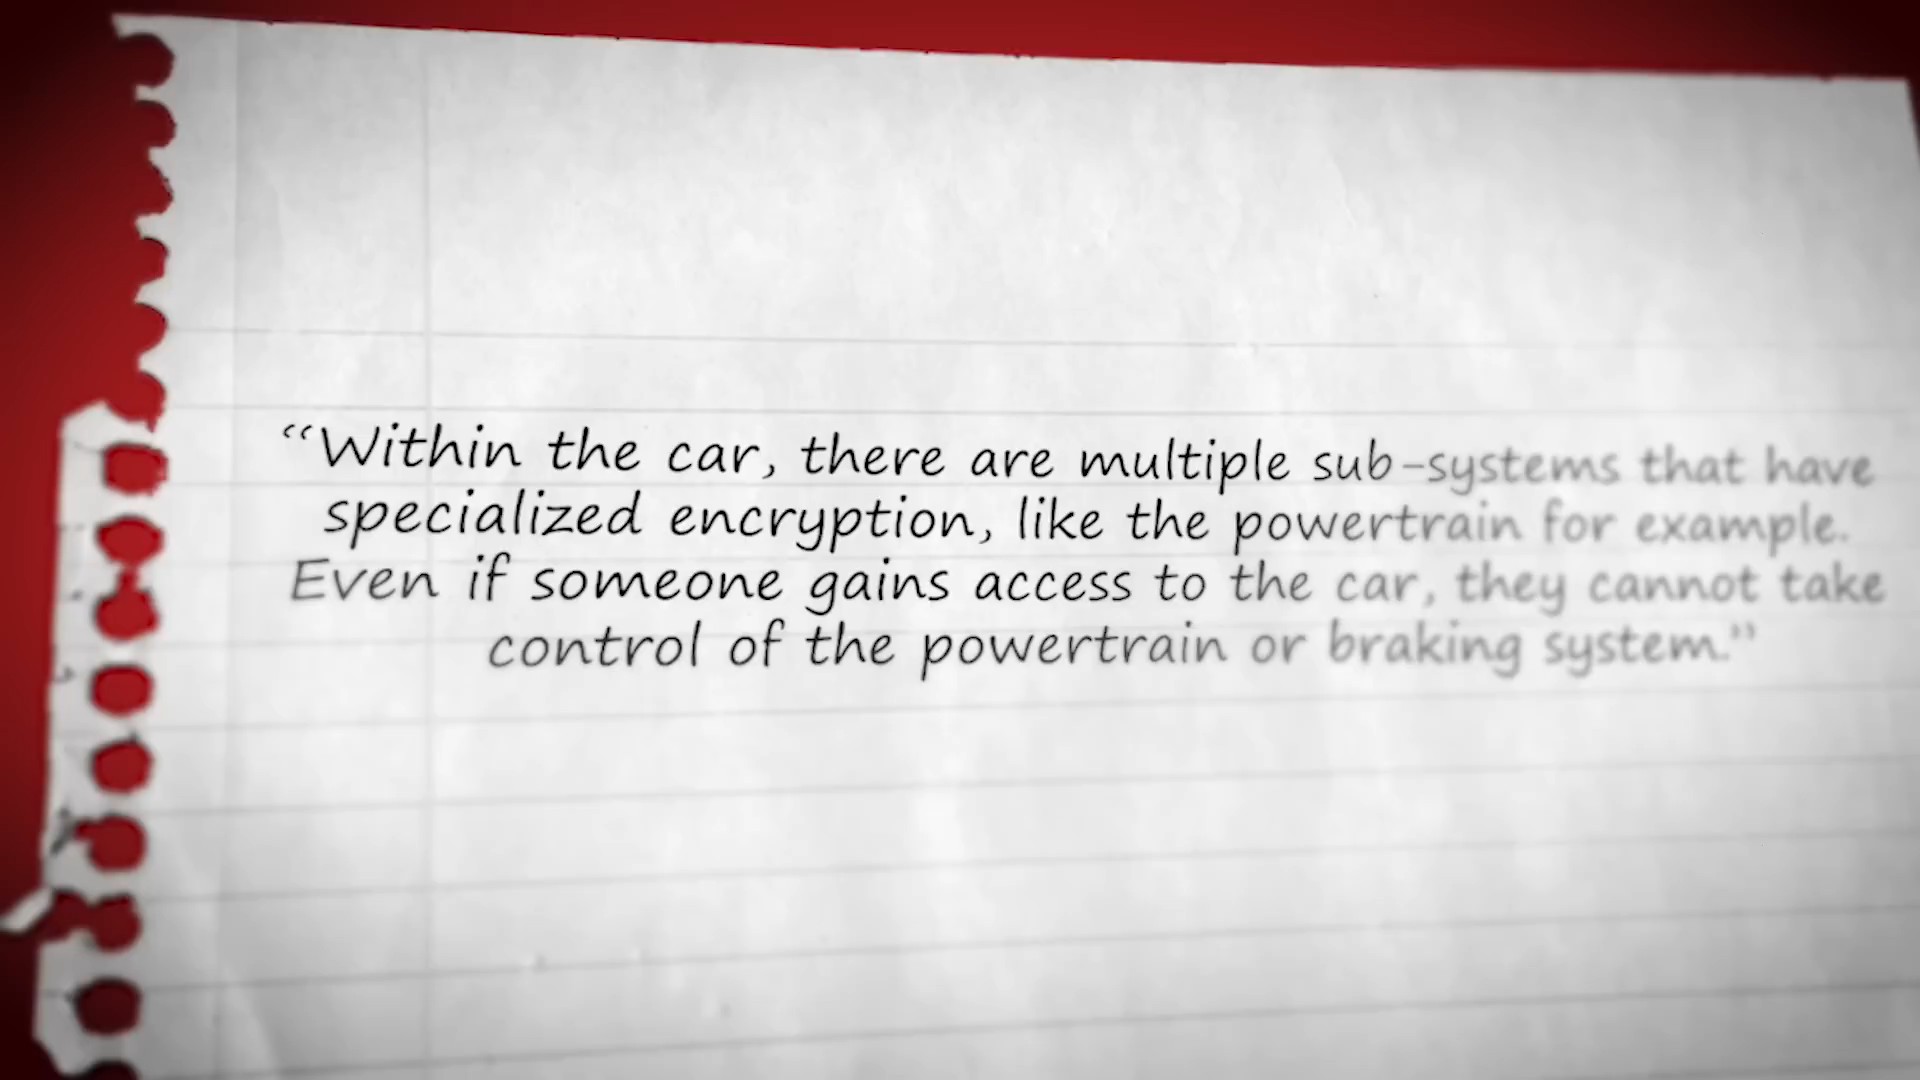 “Within the car, there are multiple sub-systems that have
specialized encryption, like the powertrain for example.
Even if someone gains access to the car, they cannot take
control of the powertrain or braking system.”